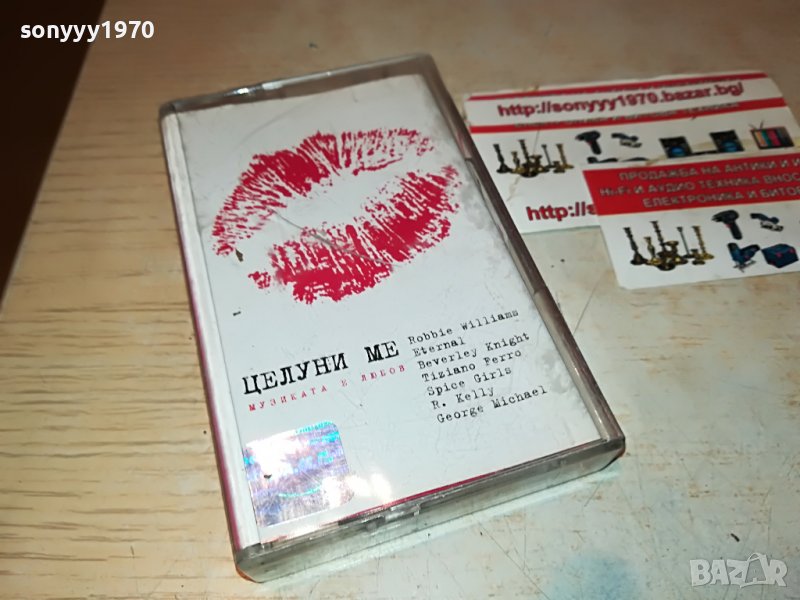 sonyyy1970
http://sonyyy1970.bazar.bg/
http://s
ПРОДАЖБА НА АНТИКИ И И
Hi-Fi И АУДИО ТЕХНИКА ВНОС
ЕЛЕКТРОНИКА И БИТО
ЦЕЛУНИ МЕ
МУЗИКАТА Е ЛЮБОВ
Robbie Williams
Eternal
Beverley Knight
Tiziano Ferro
Spice Girls
R. Kelly
George Michael
BAZAR